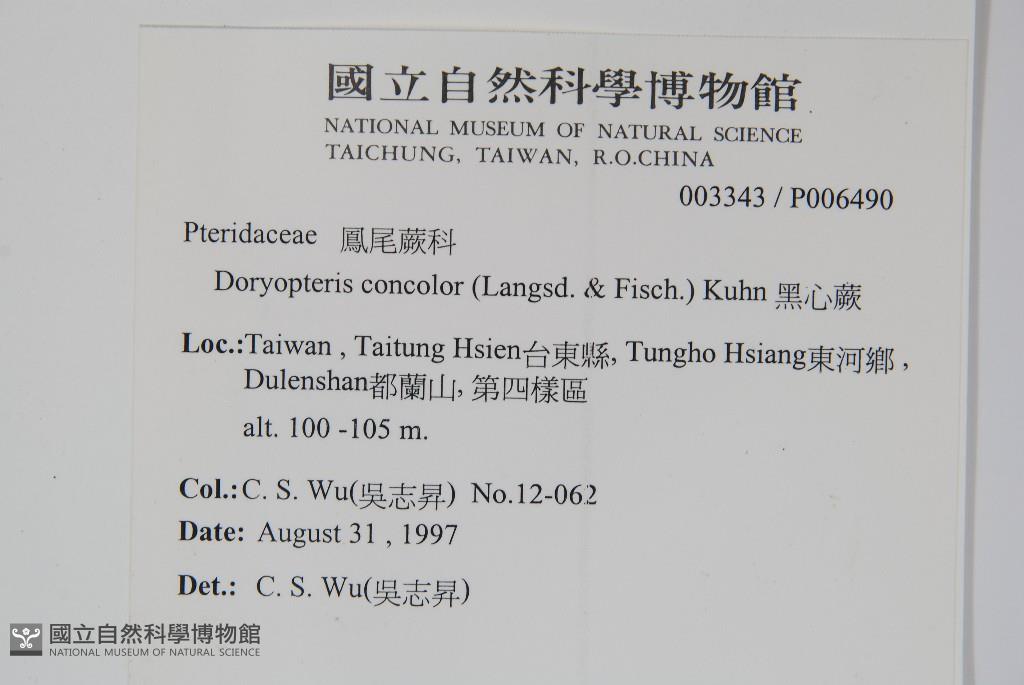 國立自然科學博物館
NATIONAL MUSEUM OF NATURAL SCIENCE
TAICHUNG, TAIWAN, R.O.CHINA
003343 / P006490
Pteridaceae 鳳尾蕨科
Doryopteris concolor (Langsd. & Fisch.) Kuhn 黑心蕨
Loc.:Taiwan , Taitung Hsien台東縣, Tungho Hsiang東河鄉 ,
Dulenshan都蘭山, 第四樣區
alt. 100 -105 m.
Col.:C. S. Wu(吳志昇) No.12-062
Date: August 31 , 1997
Det.: C. S. Wu(吳志昇)
國立自然科學博物館
NATIONAL MUSEUM OF NATURAL SCIENCE